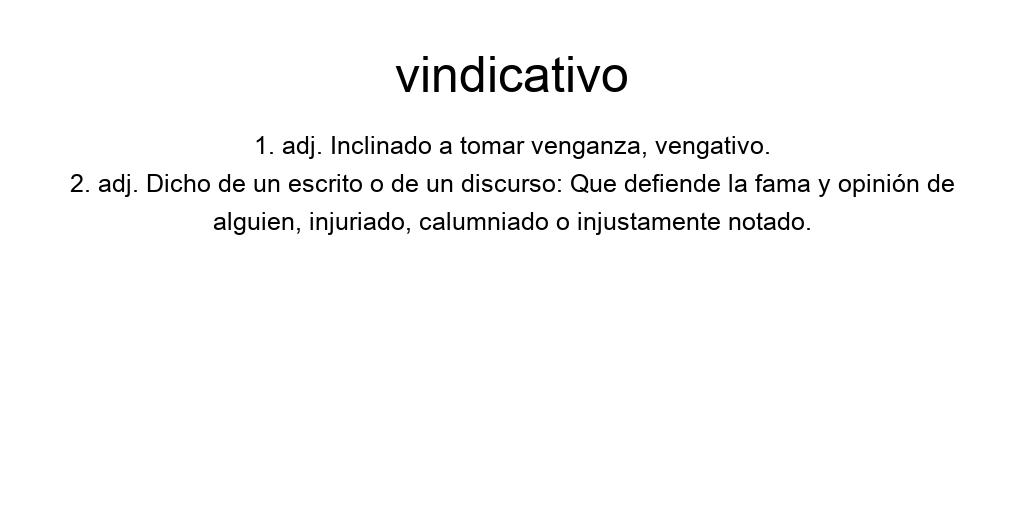 vindicativo
1. adj. Inclinado a tomar venganza, vengativo.
2. adj. Dicho de un escrito o de un discurso: Que defiende la fama y opinión de
alguien, injuriado, calumniado o injustamente notado.